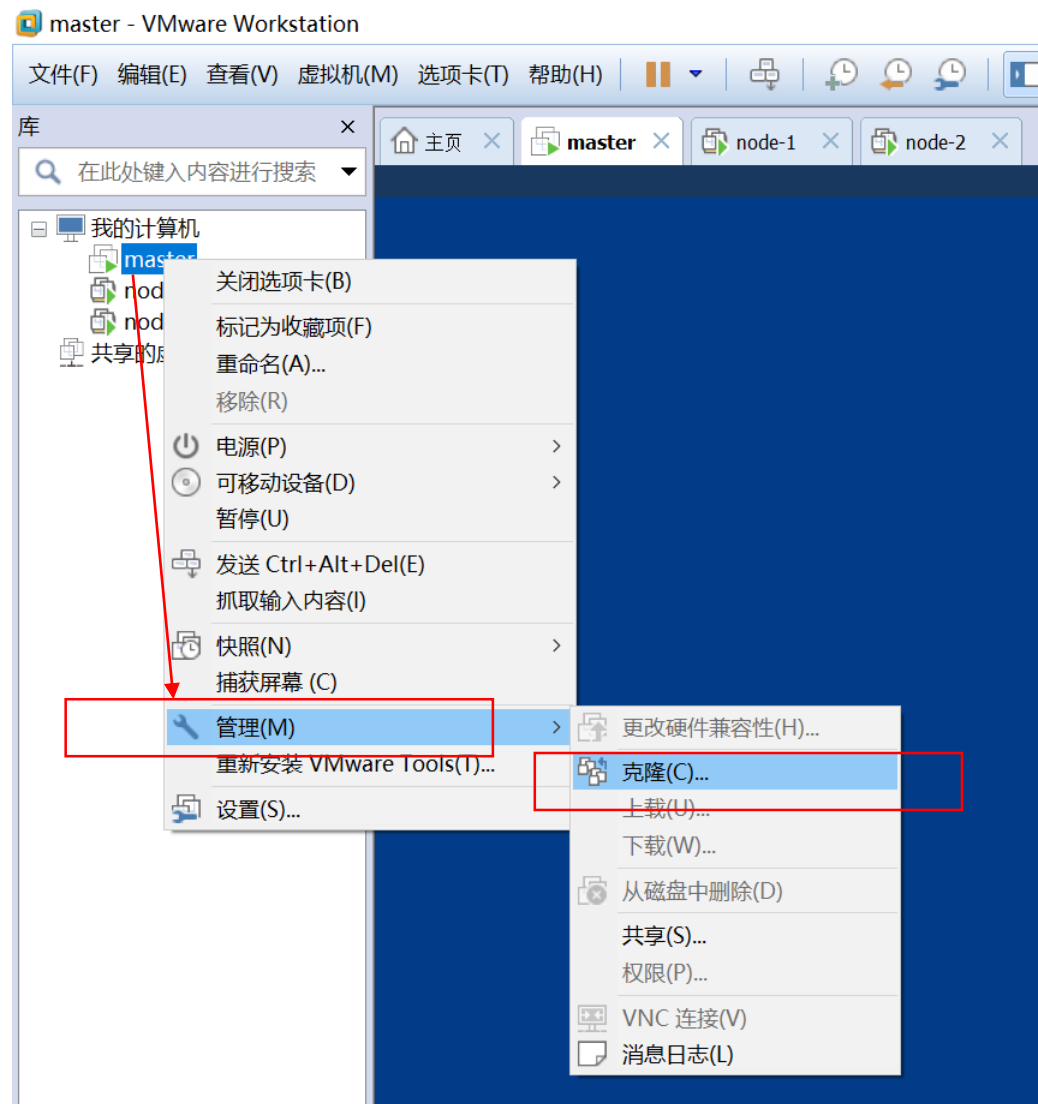 master - VMware Workstation
文件(F) 编辑(E) 查看(V) 虚拟机(M) 选项卡(T) 帮助(H)
库
在此处键入内容进行搜索
主页 master node-1 node-2
我的计算机
master
nod
nod
共享的
关闭选项卡(B)
标记为收藏项(F)
重命名(A)...
移除(R)
电源(P)
可移动设备(D)
暂停(U)
发送 Ctrl+Alt+Del(E)
抓取输入内容(I)
快照(N)
捕获屏幕 (C)
管理(M)
重新安装 VMware Tools(T)...
设置(S)...
更改硬件兼容性(H)...
克隆(C)...
上载(U)...
下载(W)...
从磁盘中删除(D)
共享(S)...
权限(P)...
VNC 连接(V)
消息日志(L)